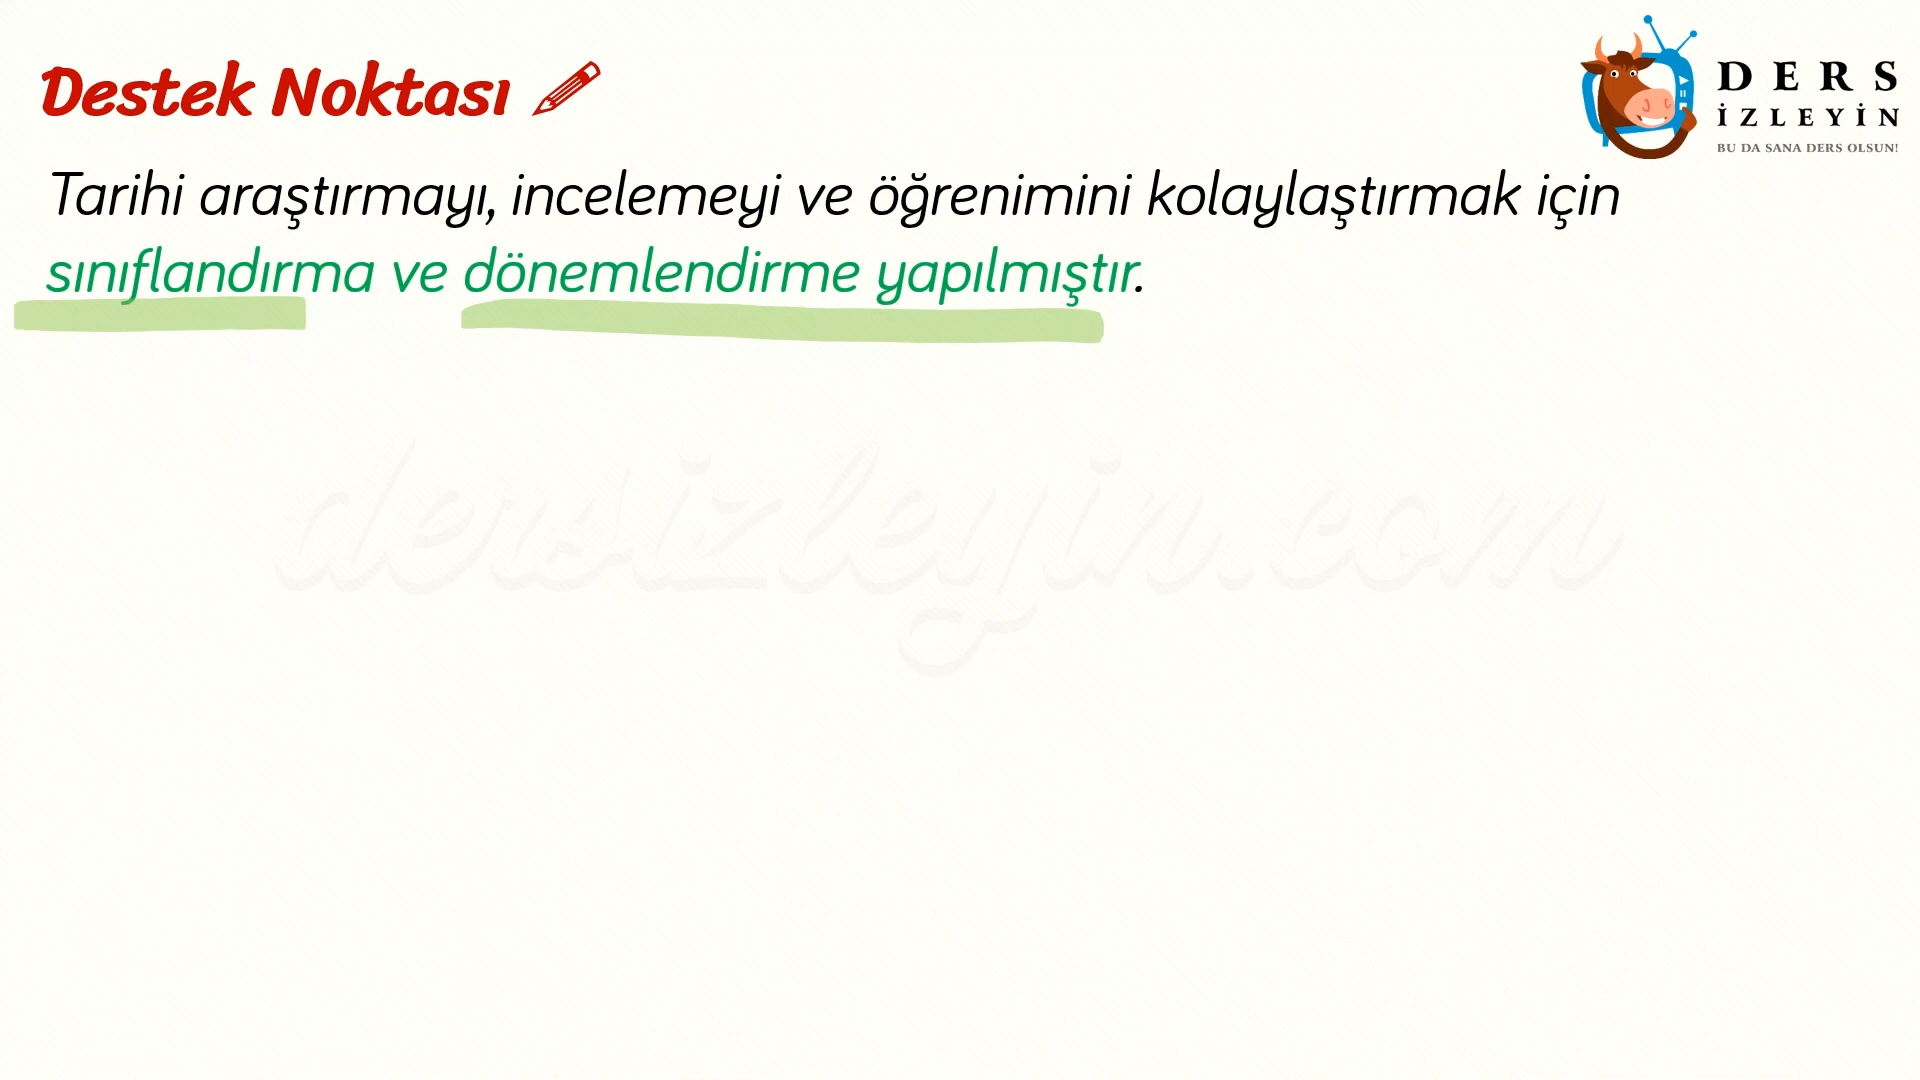 Destek Noktası
DERS
İZLEYİN
BU DA SANA DERS OLSUN!
Tarihi araştırmayı, incelemeyi ve öğrenimini kolaylaştırmak için
sınıflandırma ve dönemlendirme yapılmıştır.
dersizleyin.com